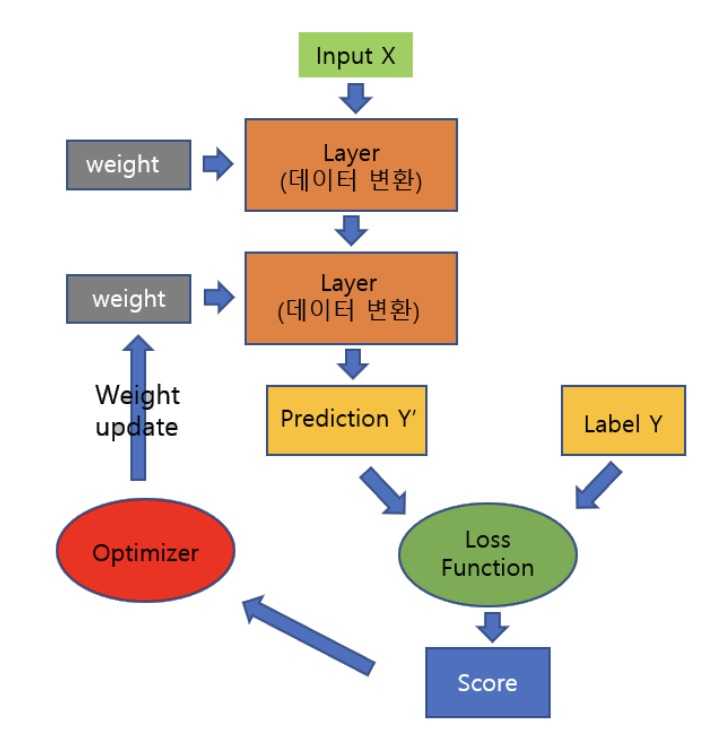 Input X
weight
Layer
(데이터 변환)
weight
Layer
(데이터 변환)
Weight
update
Prediction Y’
Label Y
Optimizer
Loss
Function
Score